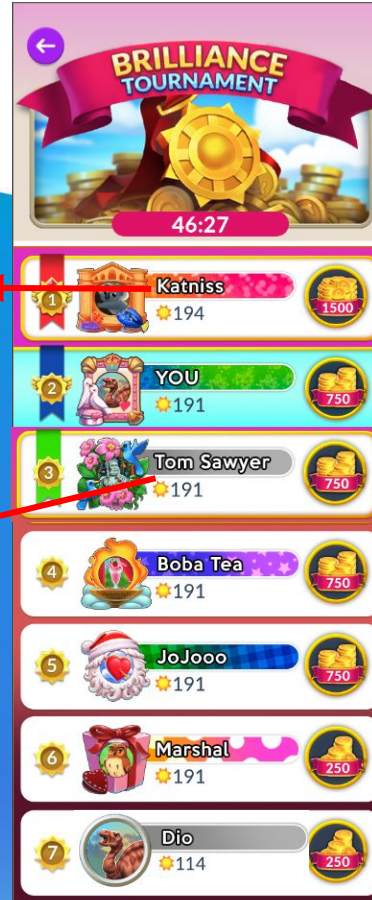 BRILLIANCE
TOURNAMENT
46:27
1
Katniss
194
1500
2
YOU
191
750
3
Tom Sawyer
191
750
4
Boba Tea
191
750
5
JoJooo
191
750
6
Marshal
191
250
7
Dio
114
250